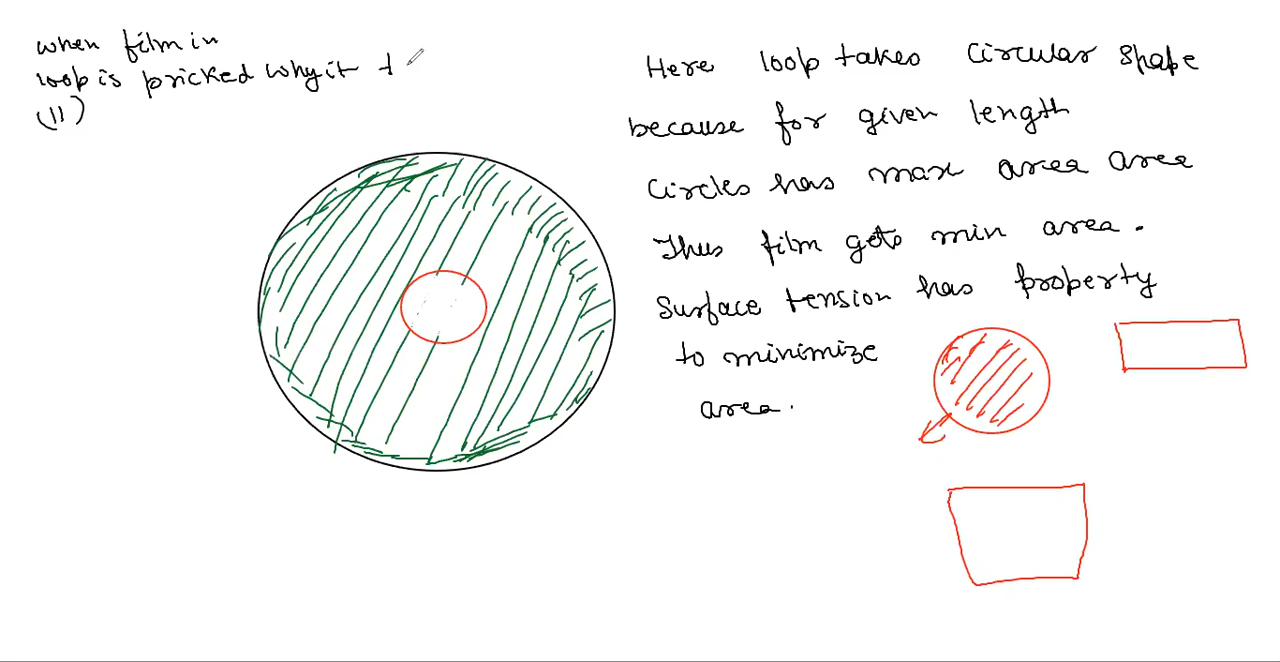 when film in
loop is pricked why it t
(11)
Here loop takes circular shape
because for given length
Circles has max area area
Thus film gets min area.
Surface tension has property
to minimize
area.